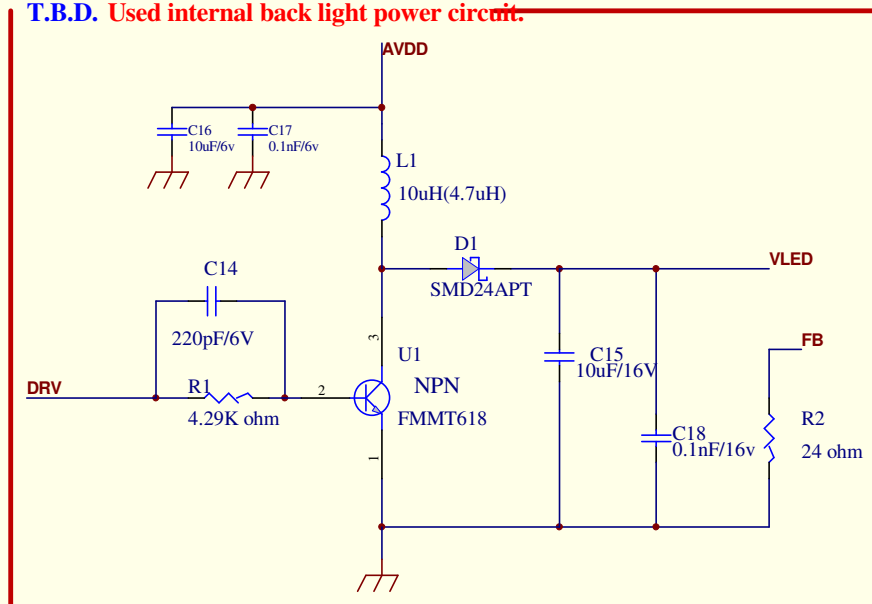 T.B.D. Used internal back light power circuit.
AVDD
C16
10uF/6v
C17
0.1nF/6v
L1
10uH(4.7uH)
D1
SMD24APT
VLED
C14
220pF/6V
3
U1
NPN
FMMT618
FB
C15
10uF/16V
DRV
R1
4.29K ohm
2
1
C18
0.1nF/16v
R2
24 ohm